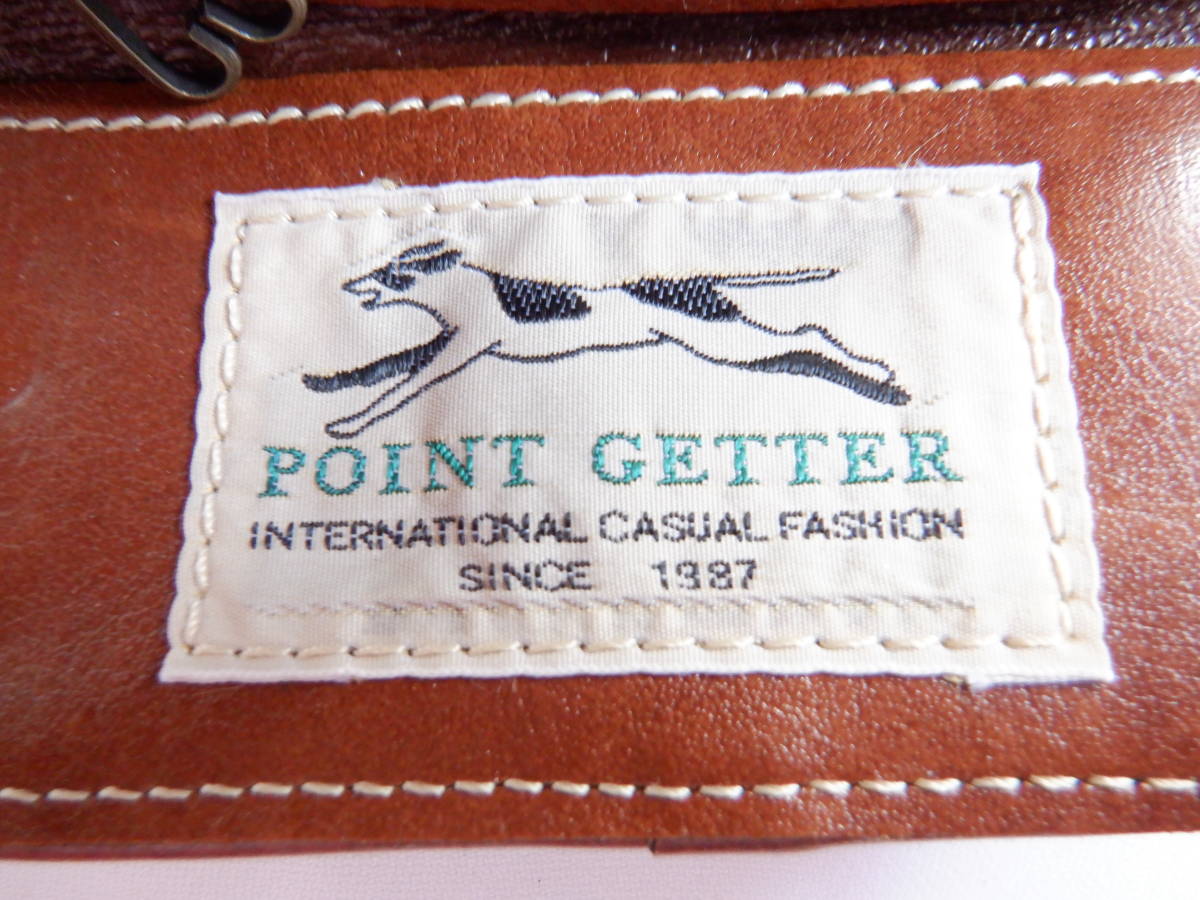 POINT GETTER
INTERNATIONAL CASUAL FASHION
SINCE 1987